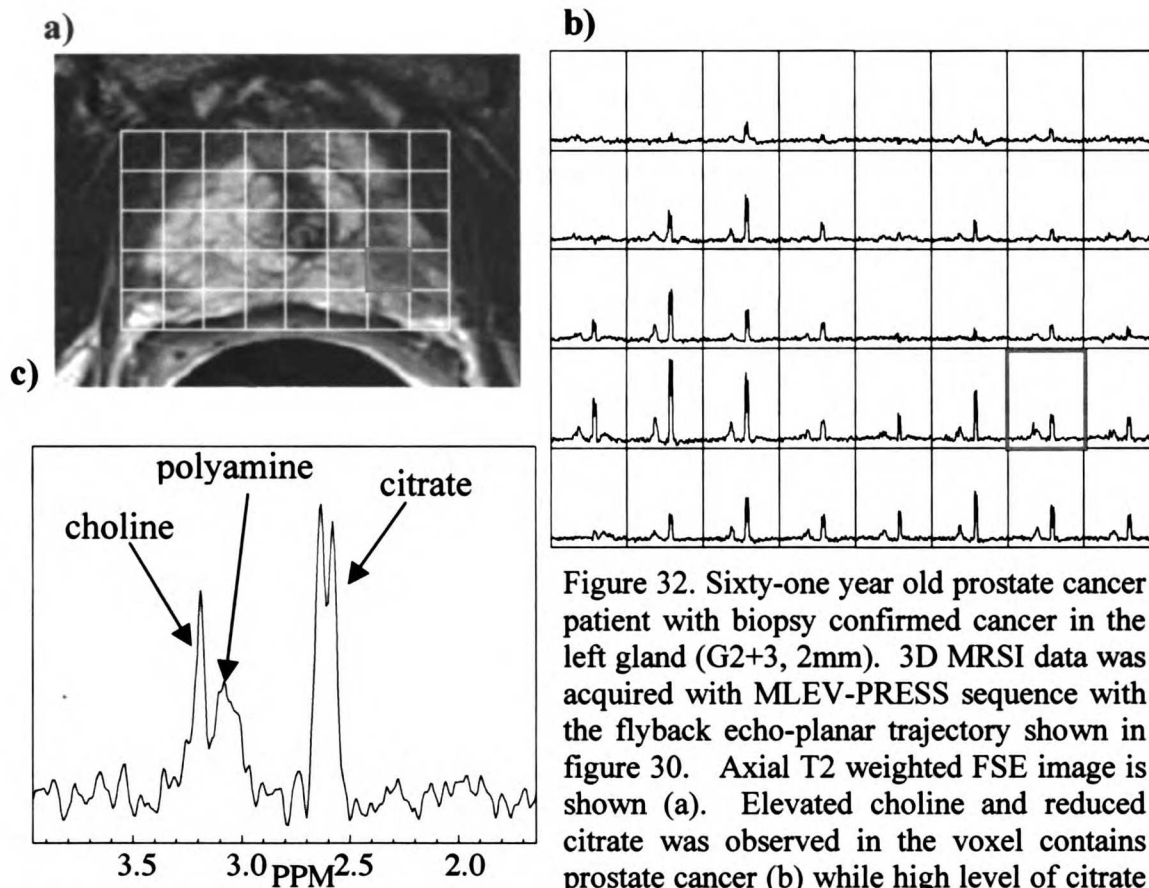 a)
b)
c)
polyamine
citrate
choline
3.5 3.0 2.5 2.0
PPM
Figure 32. Sixty-one year old prostate cancer
patient with biopsy confirmed cancer in the
left gland (G2+3, 2mm). 3D MRSI data was
acquired with MLEV-PRESS sequence with
the flyback echo-planar trajectory shown in
figure 30. Axial T2 weighted FSE image is
shown (a). Elevated choline and reduced
citrate was observed in the voxel contains
prostate cancer (b) while high level of citrate